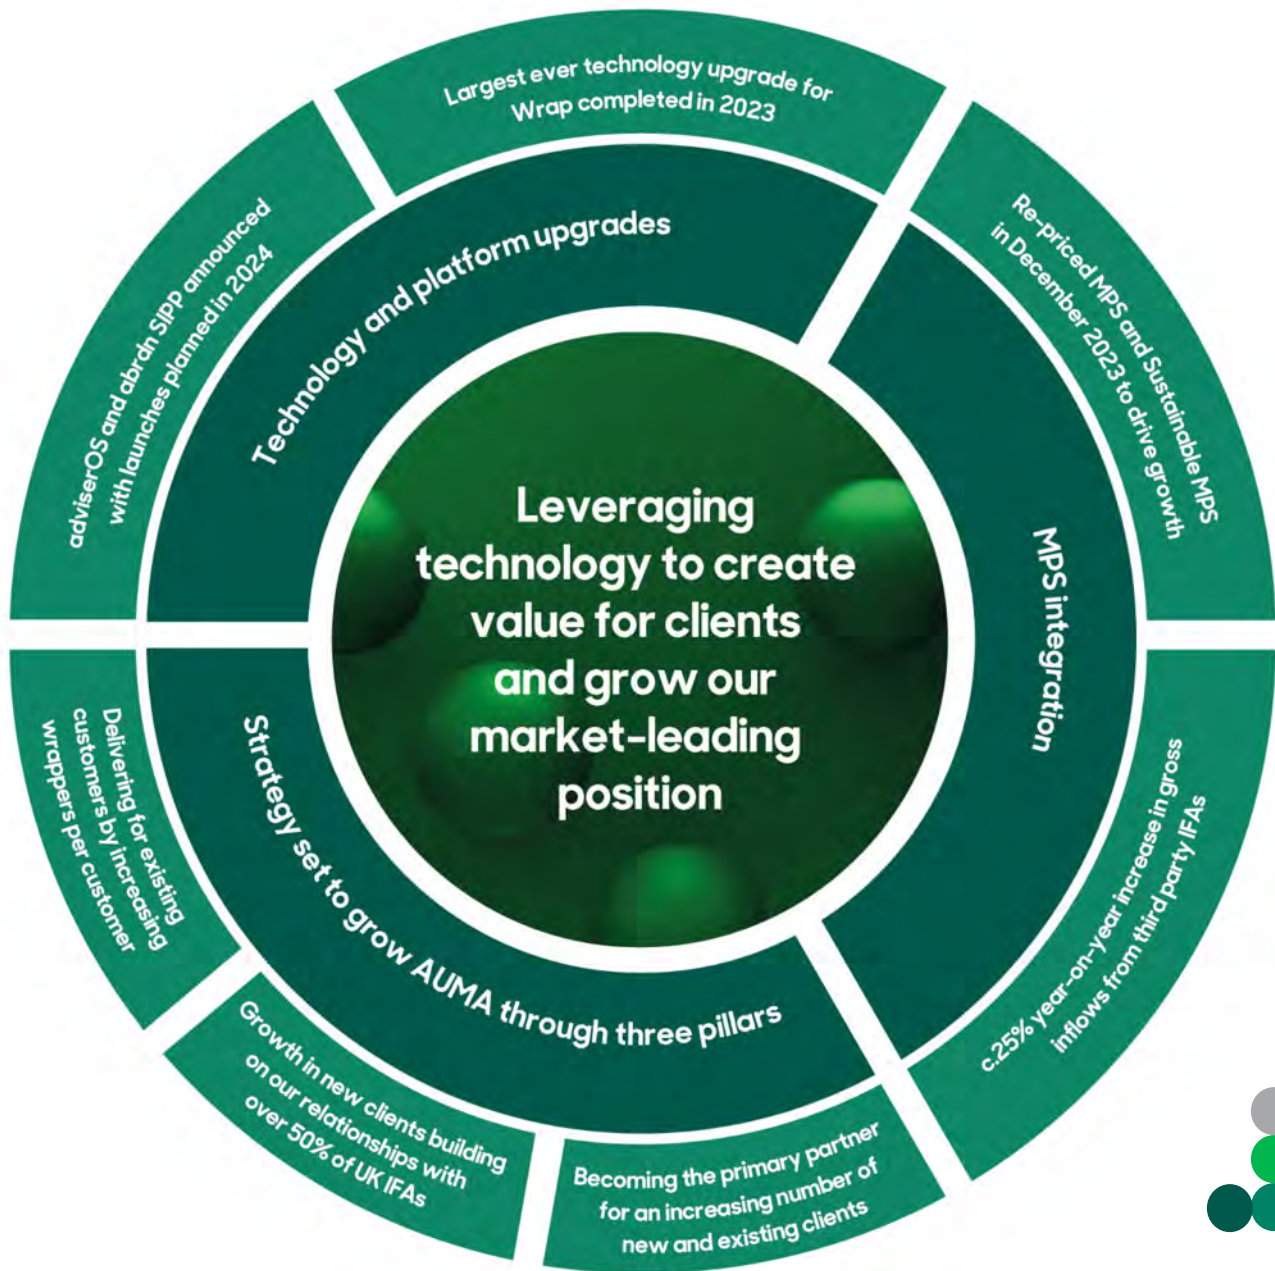 Leveraging
technology to create
value for clients
and grow our
market-leading
position
Technology and platform upgrades
adviserOS and abrdn SIPP announced
with launches planned in 2024
Largest ever technology upgrade for
Wrap completed in 2023
MPS integration
Re-priced MPS and Sustainable MPS
in December 2023 to drive growth
c.25% year-on-year increase in gross
inflows from third party IFAs
Strategy set to grow AUMA through three pillars
Becoming the primary partner
for an increasing number of
new and existing clients
Growth in new clients building
on our relationships with
over 50% of UK IFAs
Delivering for existing
customers by increasing
wrappers per customer